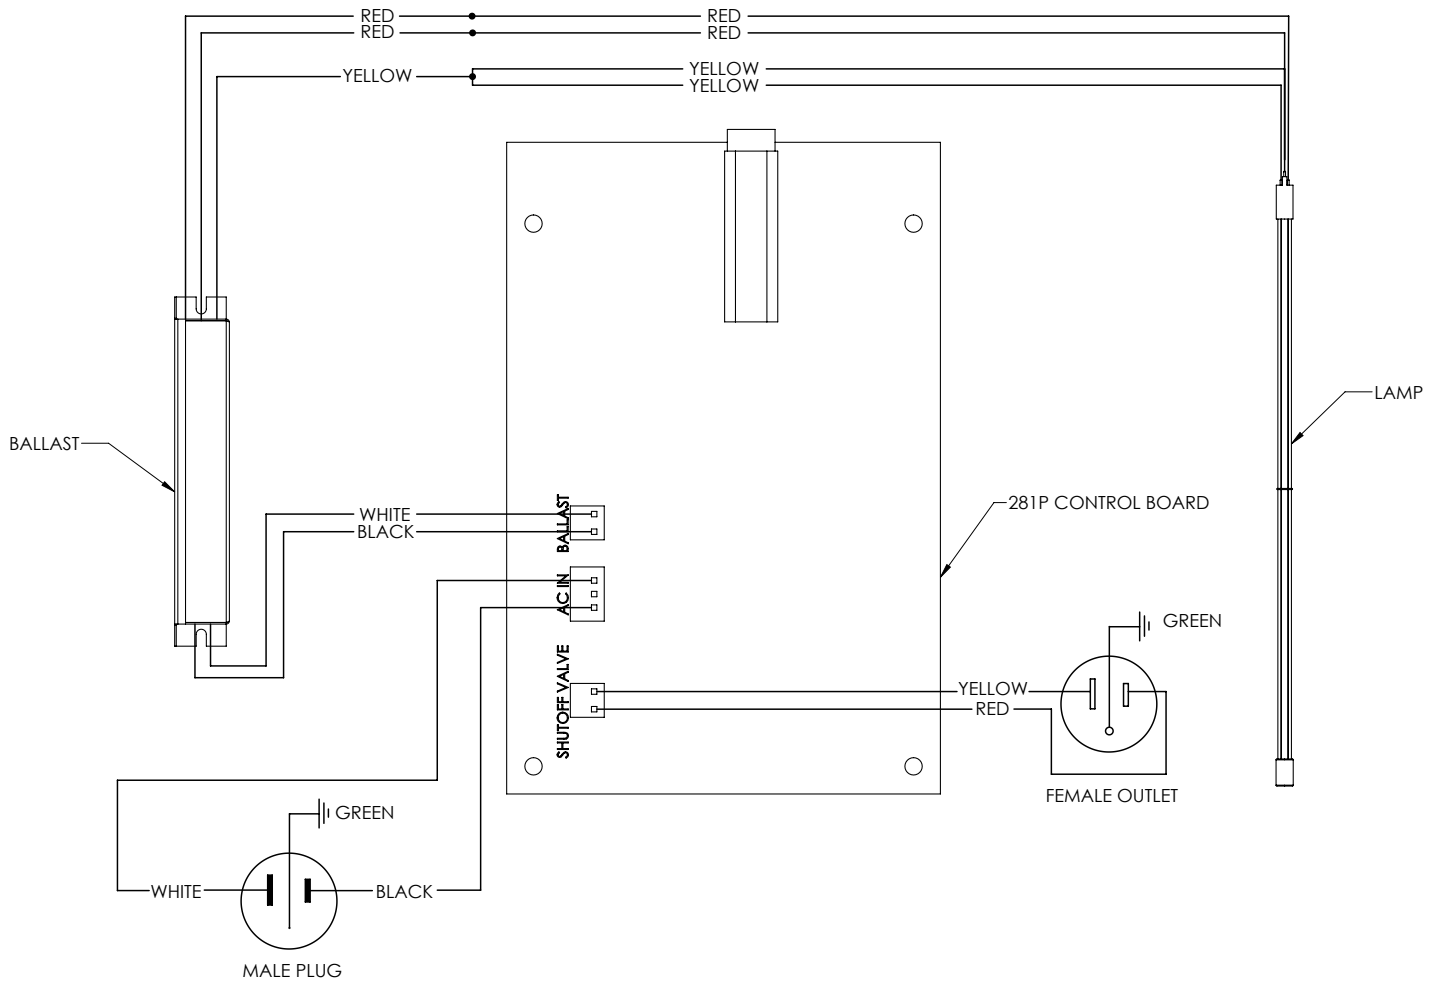 RED
RED
RED
RED
YELLOW
YELLOW
YELLOW
LAMP
BALLAST
BALLAST
WHITE
BLACK
281P CONTROL BOARD
AC IN
GREEN
SHUTOFF VALVE
YELLOW
RED
FEMALE OUTLET
GREEN
WHITE
BLACK
MALE PLUG